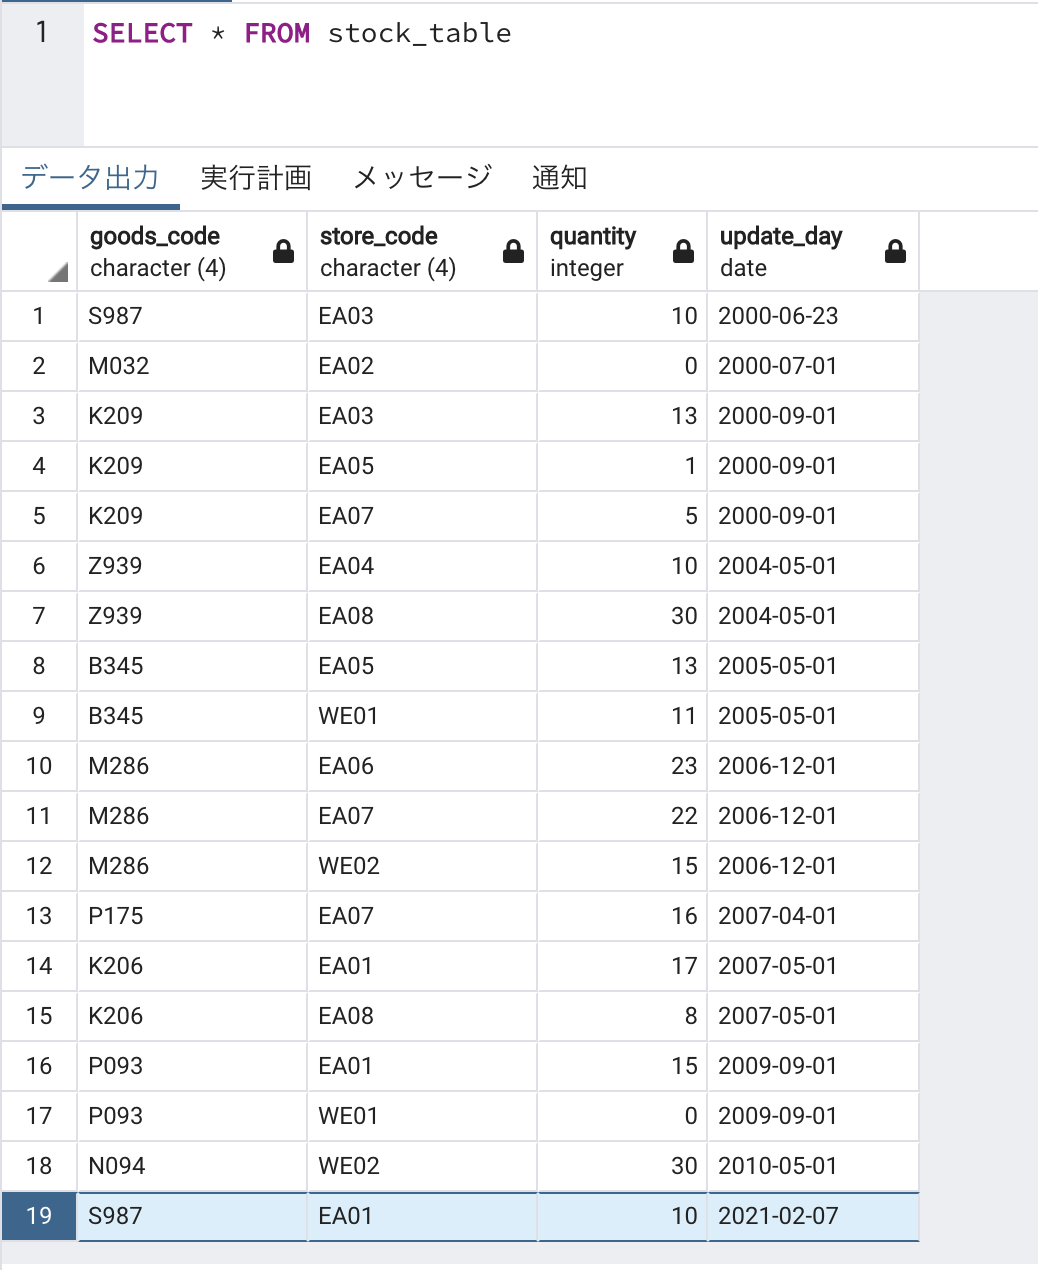 1 SELECT * FROM stock_table
データ出力 実行計画 メッセージ 通知
goods_code store_code quantity update_day
character (4) character (4) integer date
1 S987 EA03 10 2000-06-23
2 M032 EA02 0 2000-07-01
3 K209 EA03 13 2000-09-01
4 K209 EA05 1 2000-09-01
5 K209 EA07 5 2000-09-01
6 Z939 EA04 10 2004-05-01
7 Z939 EA08 30 2004-05-01
8 B345 EA05 13 2005-05-01
9 B345 WE01 11 2005-05-01
10 M286 EA06 23 2006-12-01
11 M286 EA07 22 2006-12-01
12 M286 WE02 15 2006-12-01
13 P175 EA07 16 2007-04-01
14 K206 EA01 17 2007-05-01
15 K206 EA08 8 2007-05-01
16 P093 EA01 15 2009-09-01
17 P093 WE01 0 2009-09-01
18 N094 WE02 30 2010-05-01
19 S987 EA01 10 2021-02-07